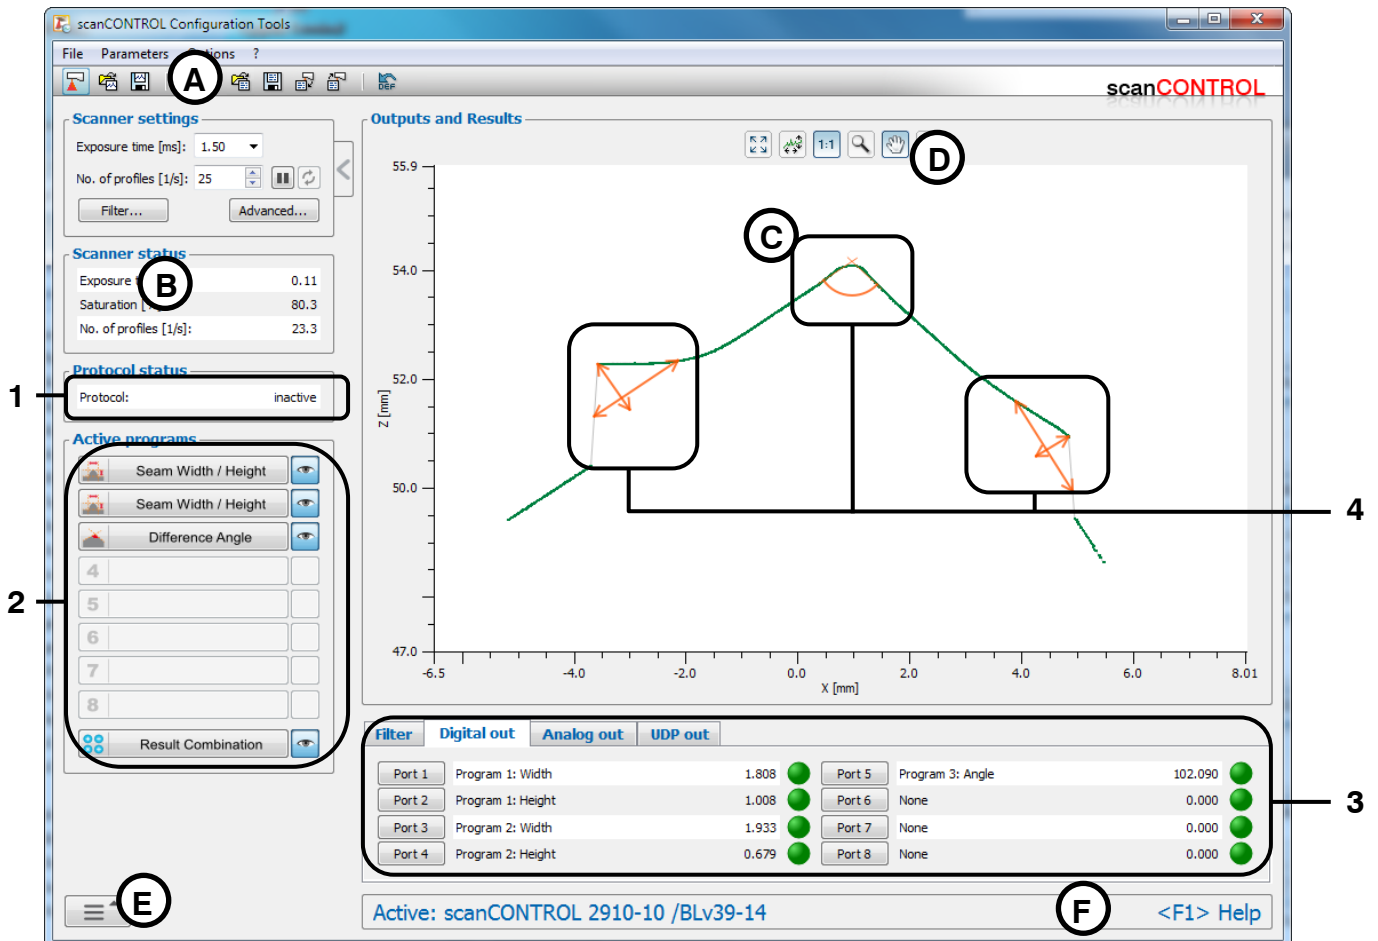 scanCONTROL Configuration Tools
File Parameters Options ?
A
DEF
scanCONTROL
Scanner settings
Exposure time [ms]: 1.50
No. of profiles [1/s]: 25
Filter... Advanced...
Scanner status
Exposure 0.11
B
Saturation [ 80.3
No. of profiles [1/s]: 23.3
Protocol status
1
Protocol: inactive
Active programs
Seam Width / Height
Seam Width / Height
Difference Angle
4
5
2
6
7
8
Result Combination
E
Outputs and Results
1:1
D
C
55.9
54.0
52.0
Z [mm]
50.0
47.0
-6.5 -4.0 -2.0 0.0 2.0 4.0 6.0 8.01
X [mm]
4
Filter Digital out Analog out UDP out
Port 1 Program 1: Width 1.808 Port 5 Program 3: Angle 102.090
Port 2 Program 1: Height 1.008 Port 6 None 0.000
3
Port 3 Program 2: Width 1.933 Port 7 None 0.000
Port 4 Program 2: Height 0.679 Port 8 None 0.000
Active: scanCONTROL 2910-10 /BLv39-14
F
<F1> Help